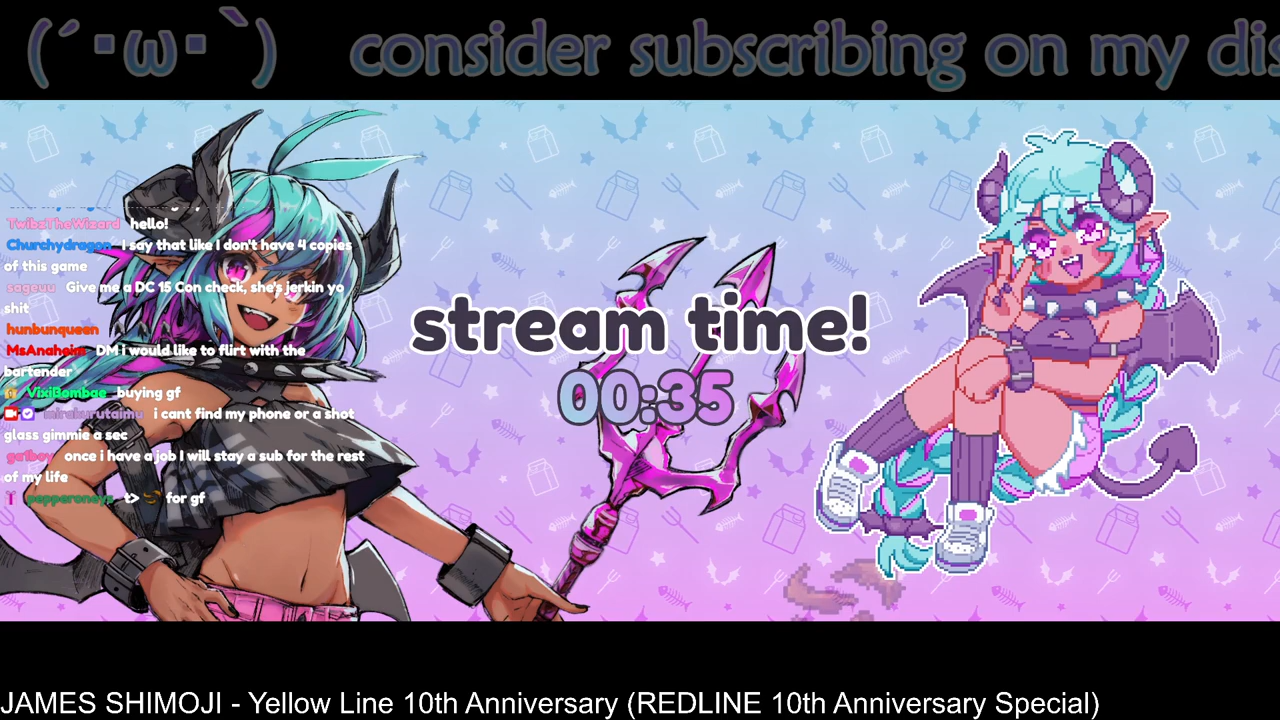 (´▪ω▪`) consider subscribing on my dis
TwibzTheWizard hello!
Churchydragon I say that like I don't have 4 copies
of this game
sageuu Give me a DC 15 Con check, she's jerkin yo
shit
hunbunqueen
MsAnaheim DM i would like to flirt with the
bartender
VixiBombae buying gf
mirakurutaimu i cant find my phone or a shot
glass gimmie a sec
once i have a job I will stay a sub for the rest
of my life
t> for gf
stream time!
00:35
JAMES SHIMOJI - Yellow Line 10th Anniversary (REDLINE 10th Anniversary Special)